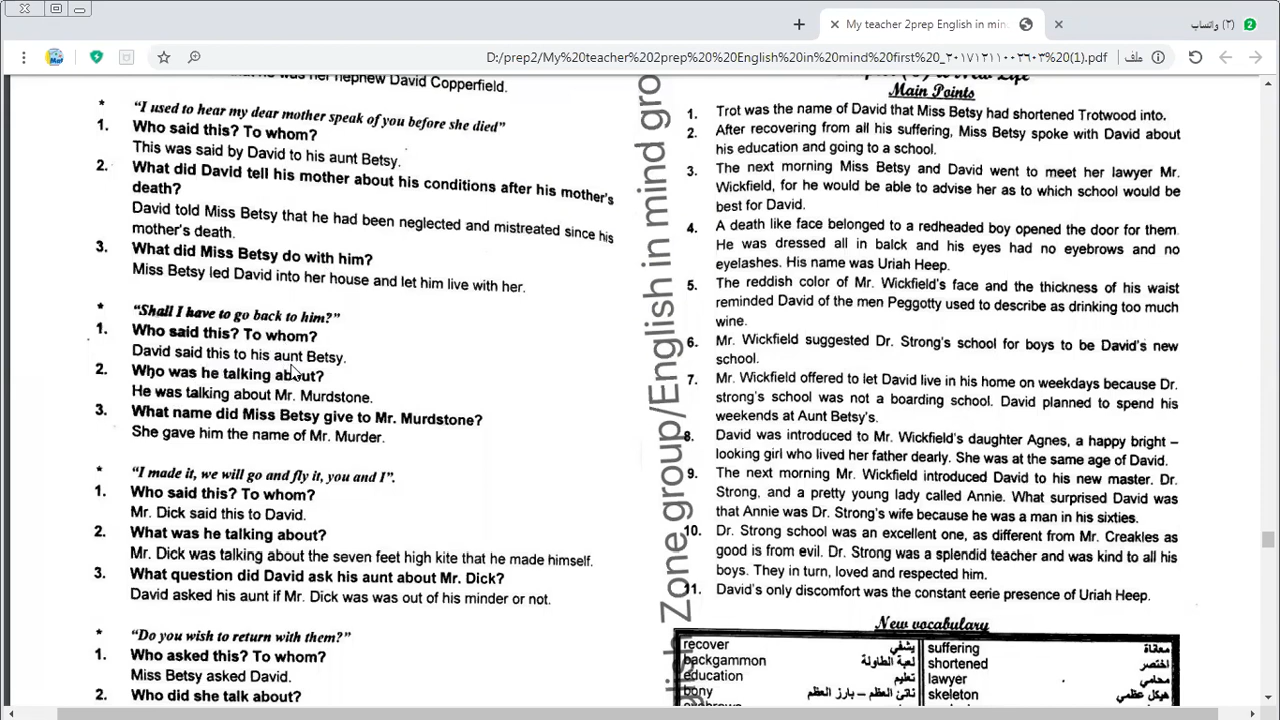 My teacher 2prep English in min
(٢) واتساب
2
D:/prep2/My%20teacher%202prep%20%20English%20in%20mind%20first_٢٠١٧١٢١١٠٠٢٦٠٣%20(1).pdf
ملف
her nephew David Copperfield.
* "I used to hear my dear mother speak of you before she died"
1. Who said this? To whom?
This was said by David to his aunt Betsy.
2. What did David tell his mother about his conditions after his mother's
death?
David told Miss Betsy that he had been neglected and mistreated since his
mother's death.
3. What did Miss Betsy do with him?
Miss Betsy led David into her house and let him live with her.
* "Shall I have to go back to him?"
1. Who said this? To whom?
David said this to his aunt Betsy.
2. Who was he talking about?
He was talking about Mr. Murdstone.
3. What name did Miss Betsy give to Mr. Murdstone?
She gave him the name of Mr. Murder.
* "I made it, we will go and fly it, you and I".
1. Who said this? To whom?
Mr. Dick said this to David.
2. What was he talking about?
Mr. Dick was talking about the seven feet high kite that he made himself.
3. What question did David ask his aunt about Mr. Dick?
David asked his aunt if Mr. Dick was was out of his minder or not.
* "Do you wish to return with them?"
1. Who asked this? To whom?
Miss Betsy asked David.
2. Who did she talk about?
Zone group/English in mind gro
New Life
Main Points
1. Trot was the name of David that Miss Betsy had shortened Trotwood into.
2. After recovering from all his suffering, Miss Betsy spoke with David about
his education and going to a school.
3. The next morning Miss Betsy and David went to meet her lawyer Mr.
Wickfield, for he would be able to advise her as to which school would be
best for David.
4. A death like face belonged to a redheaded boy opened the door for them.
He was dressed all in balck and his eyes had no eyebrows and no
eyelashes. His name was Uriah Heep.
5. The reddish color of Mr. Wickfield's face and the thickness of his waist
reminded David of the men Peggotty used to describe as drinking too much
wine.
6. Mr. Wickfield suggested Dr. Strong's school for boys to be David's new
school.
7. Mr. Wickfield offered to let David live in his home on weekdays because Dr.
strong's school was not a boarding school. David planned to spend his
weekends at Aunt Betsy's.
8. David was introduced to Mr. Wickfield's daughter Agnes, a happy bright –
looking girl who lived her father dearly. She was at the same age of David.
9. The next morning Mr. Wickfield introduced David to his new master. Dr.
Strong, and a pretty young lady called Annie. What surprised David was
that Annie was Dr. Strong's wife because he was a man in his sixties.
10. Dr. Strong school was an excellent one, as different from Mr. Creakles as
good is from evil. Dr. Strong was a splendid teacher and was kind to all his
boys. They in turn, loved and respected him.
11. David's only discomfort was the constant eerie presence of Uriah Heep.
New vocabulary
recover يشفي suffering معاناة
backgammon لعبة الطاولة shortened اختصر
education تعليم lawyer محامي
bony ناتئ العظم – بارز العظم skeleton هيكل عظمي